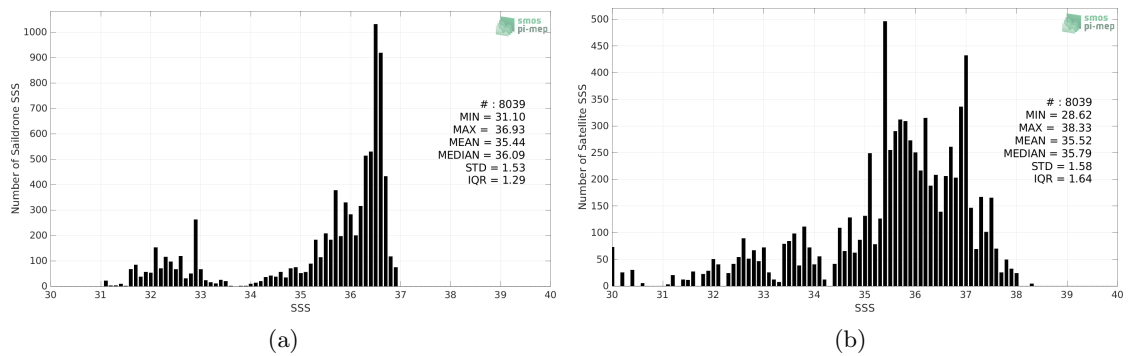 smos
pi-mep
1000
900
800
700
600
500
400
300
200
100
0
Number of Saildrone SSS
# : 8039
MIN = 31.10
MAX = 36.93
MEAN = 35.44
MEDIAN = 36.09
STD = 1.53
IQR = 1.29
30 31 32 33 34 35 36 37 38 39 40
SSS
(a)
smos
pi-mep
500
450
400
350
300
250
200
150
100
50
0
Number of Satellite SSS
# : 8039
MIN = 28.62
MAX = 38.33
MEAN = 35.52
MEDIAN = 35.79
STD = 1.58
IQR = 1.64
30 31 32 33 34 35 36 37 38 39 40
SSS
(b)